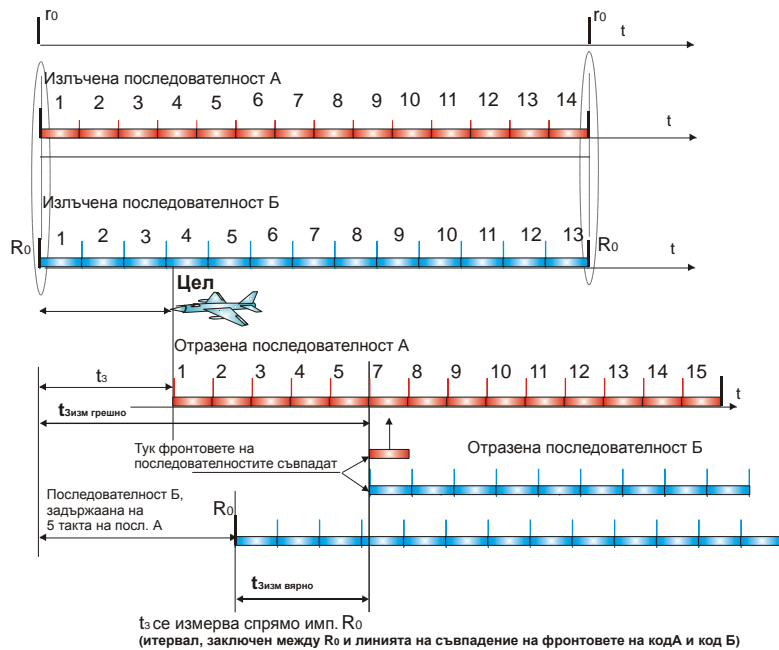 r₀ r₀
t
Излъчена последователност А
1 2 3 4 5 6 7 8 9 10 11 12 13 14
t
Излъчена последователност Б
R₀ 1 2 3 4 5 6 7 8 9 10 11 12 13 R₀
t
Цел
Отразена последователност А
t₃
1 2 3 4 5 7 8 9 10 11 12 13 14 15
t
tЗизм грешно
Тук фронтовете на
последователностите съвпадат
Отразена последователност Б
Последователност Б,
задържаана на
5 такта на посл. А
R₀
tЗизм вярно
t₃ се измерва спрямо имп. R₀
(итервал, заключен между R₀ и линията на съвпадение на фронтовете на кодА и код Б)